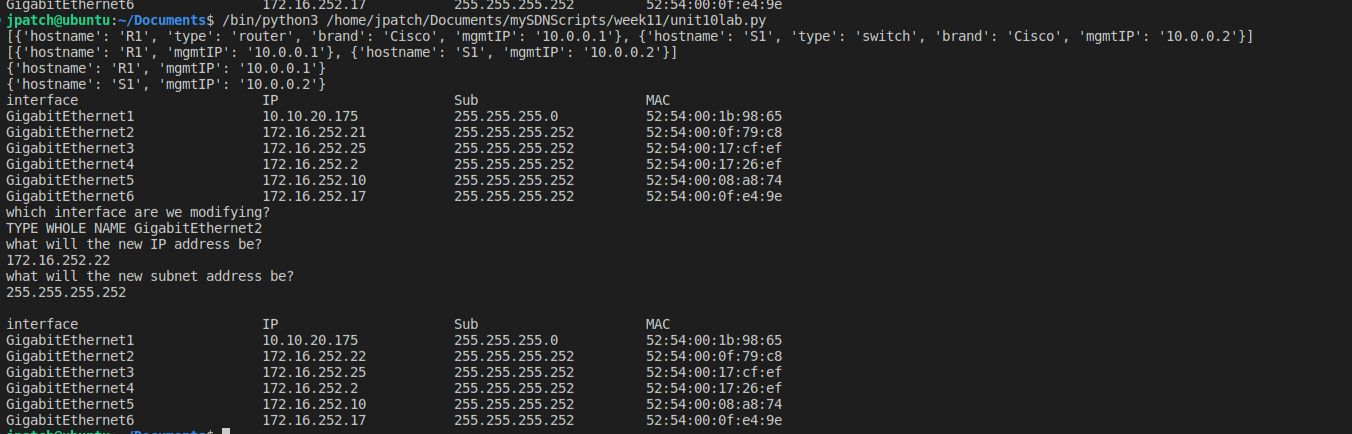 GigabitEthernet6 172.16.252.17 255.255.255.252 52:54:00:0f:e4:9e
jpatch@ubuntu:~/Documents$ /bin/python3 /home/jpatch/Documents/mySDNScripts/week11/unit10lab.py
[{'hostname': 'R1', 'type': 'router', 'brand': 'Cisco', 'mgmtIP': '10.0.0.1'}, {'hostname': 'S1', 'type': 'switch', 'brand': 'Cisco', 'mgmtIP': '10.0.0.2'}]
[{'hostname': 'R1', 'mgmtIP': '10.0.0.1'}, {'hostname': 'S1', 'mgmtIP': '10.0.0.2'}]
{'hostname': 'R1', 'mgmtIP': '10.0.0.1'}
{'hostname': 'S1', 'mgmtIP': '10.0.0.2'}
interface IP Sub MAC
GigabitEthernet1 10.10.20.175 255.255.255.0 52:54:00:1b:98:65
GigabitEthernet2 172.16.252.21 255.255.255.252 52:54:00:0f:79:c8
GigabitEthernet3 172.16.252.25 255.255.255.252 52:54:00:17:cf:ef
GigabitEthernet4 172.16.252.2 255.255.255.252 52:54:00:17:26:ef
GigabitEthernet5 172.16.252.10 255.255.255.252 52:54:00:08:a8:74
GigabitEthernet6 172.16.252.17 255.255.255.252 52:54:00:0f:e4:9e
which interface are we modifying?
TYPE WHOLE NAME GigabitEthernet2
what will the new IP address be?
172.16.252.22
what will the new subnet address be?
255.255.255.252
interface IP Sub MAC
GigabitEthernet1 10.10.20.175 255.255.255.0 52:54:00:1b:98:65
GigabitEthernet2 172.16.252.22 255.255.255.252 52:54:00:0f:79:c8
GigabitEthernet3 172.16.252.25 255.255.255.252 52:54:00:17:cf:ef
GigabitEthernet4 172.16.252.2 255.255.255.252 52:54:00:17:26:ef
GigabitEthernet5 172.16.252.10 255.255.255.252 52:54:00:08:a8:74
GigabitEthernet6 172.16.252.17 255.255.255.252 52:54:00:0f:e4:9e
jpatch@ubuntu:~/Documents$